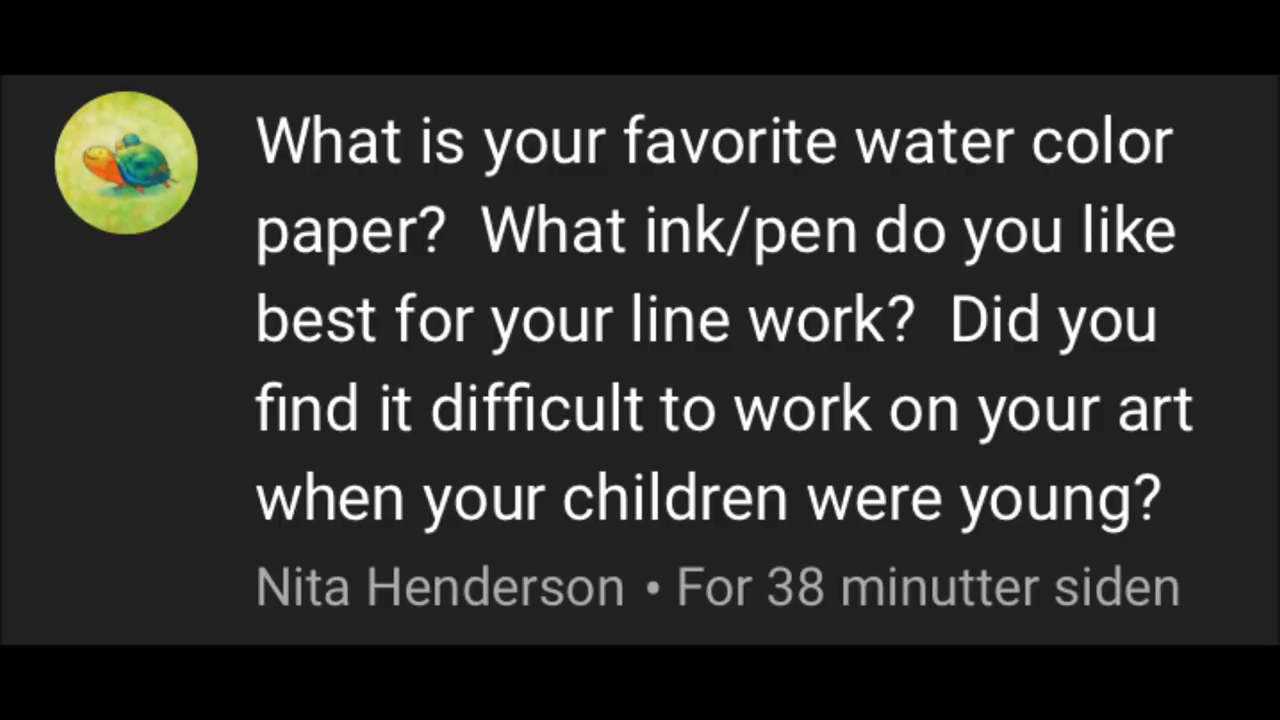 What is your favorite water color
paper?  What ink/pen do you like
best for your line work?  Did you
find it difficult to work on your art
when your children were young?
Nita Henderson • For 38 minutter siden